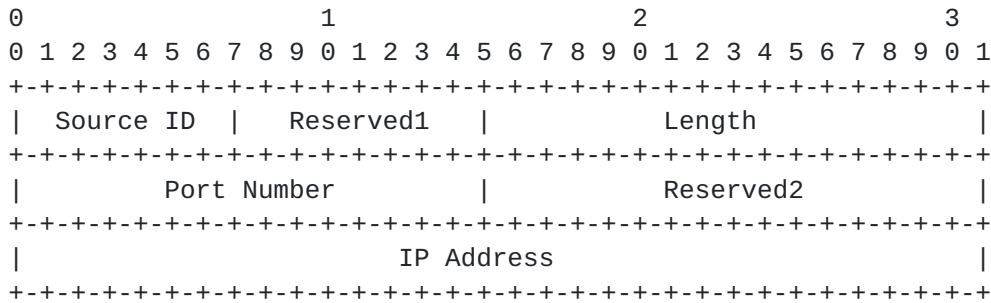 0                   1                   2                   3
0 1 2 3 4 5 6 7 8 9 0 1 2 3 4 5 6 7 8 9 0 1 2 3 4 5 6 7 8 9 0 1
+-+-+-+-+-+-+-+-+-+-+-+-+-+-+-+-+-+-+-+-+-+-+-+-+-+-+-+-+-+-+-+
|  Source ID  |   Reserved1   |           Length              |
+-+-+-+-+-+-+-+-+-+-+-+-+-+-+-+-+-+-+-+-+-+-+-+-+-+-+-+-+-+-+-+
|         Port Number         |           Reserved2           |
+-+-+-+-+-+-+-+-+-+-+-+-+-+-+-+-+-+-+-+-+-+-+-+-+-+-+-+-+-+-+-+
|                        IP Address                           |
+-+-+-+-+-+-+-+-+-+-+-+-+-+-+-+-+-+-+-+-+-+-+-+-+-+-+-+-+-+-+-+